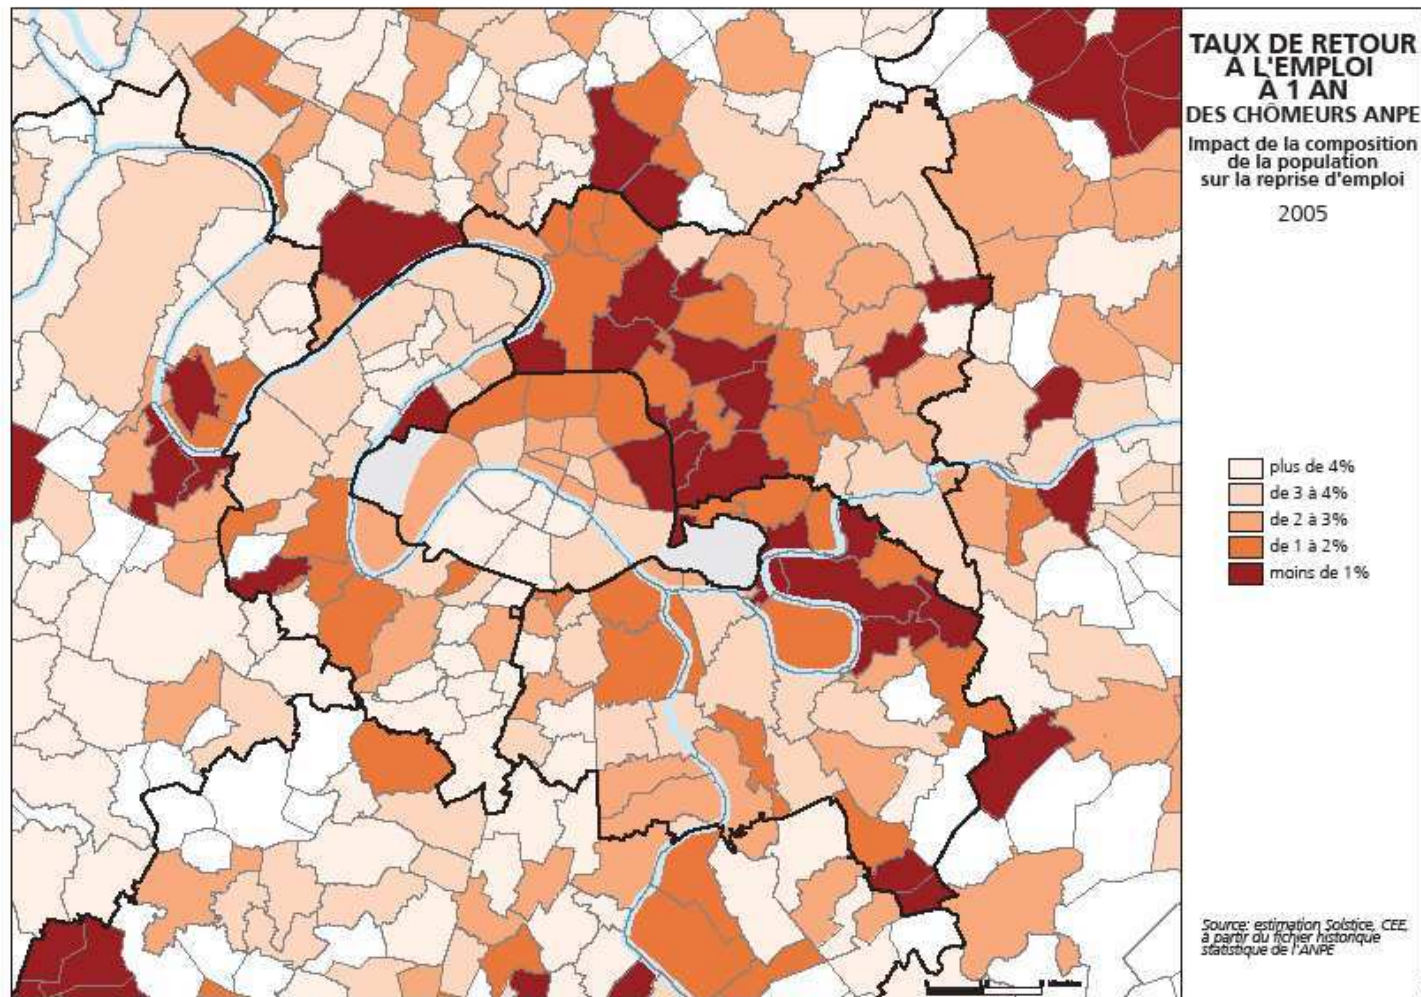 TAUX DE RETOUR
À L'EMPLOI
À 1 AN
DES CHÔMEURS ANPE
Impact de la composition
de la population
sur la reprise d'emploi
2005
plus de 4%
de 3 à 4%
de 2 à 3%
de 1 à 2%
moins de 1%
Source: estimation Solstice, CEE,
à partir du fichier historique
statistique de l'ANPE